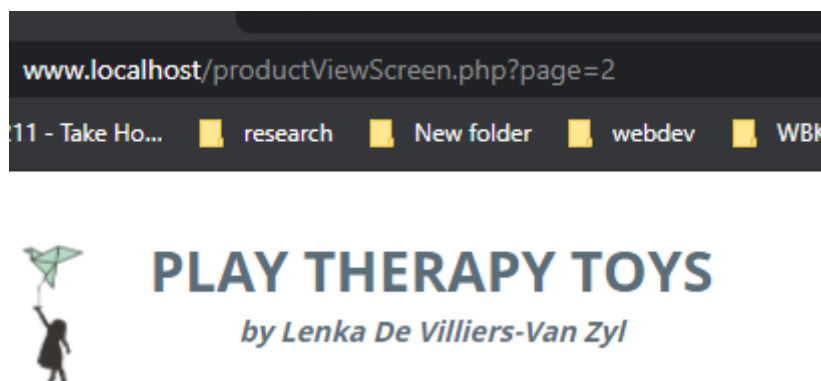 www.localhost/productViewScreen.php?page=2
11 - Take Ho... research New folder webdev WBK
PLAY THERAPY TOYS
by Lenka De Villiers-Van Zyl